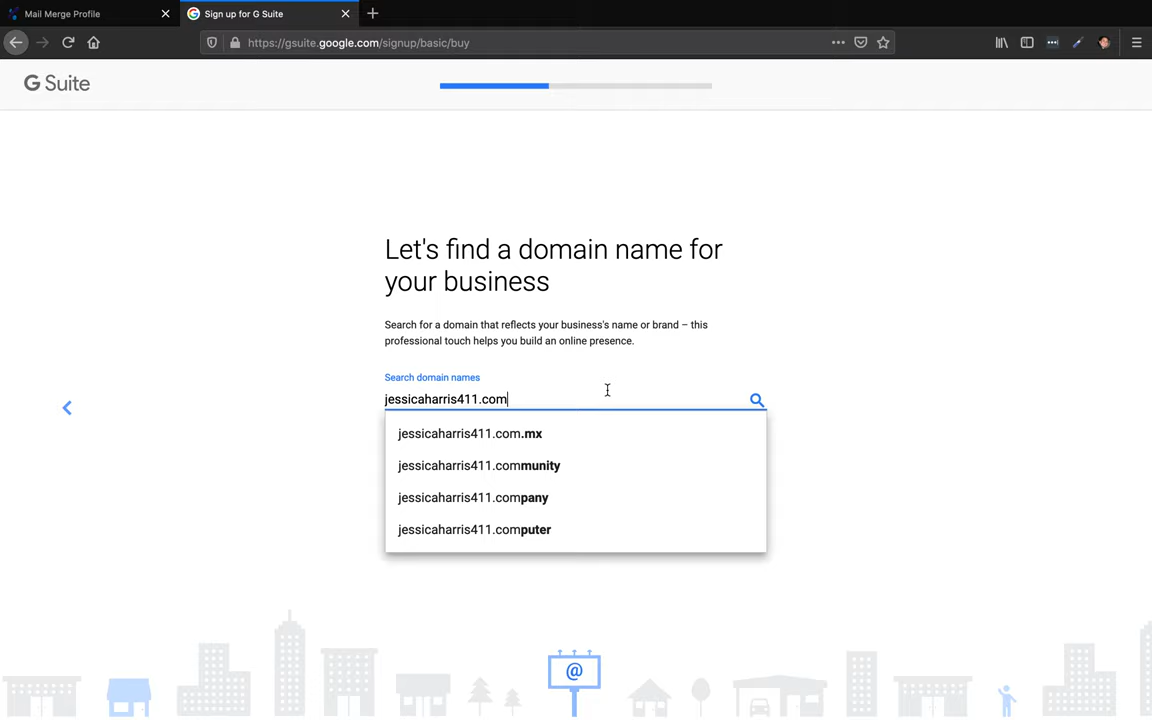 Mail Merge Profile
Sign up for G Suite
https://gsuite.google.com/signup/basic/buy
G Suite
Let's find a domain name for
your business
Search for a domain that reflects your business's name or brand – this
professional touch helps you build an online presence.
Search domain names
jessicaharris411.com
jessicaharris411.com.mx
jessicaharris411.community
jessicaharris411.company
jessicaharris411.computer
@